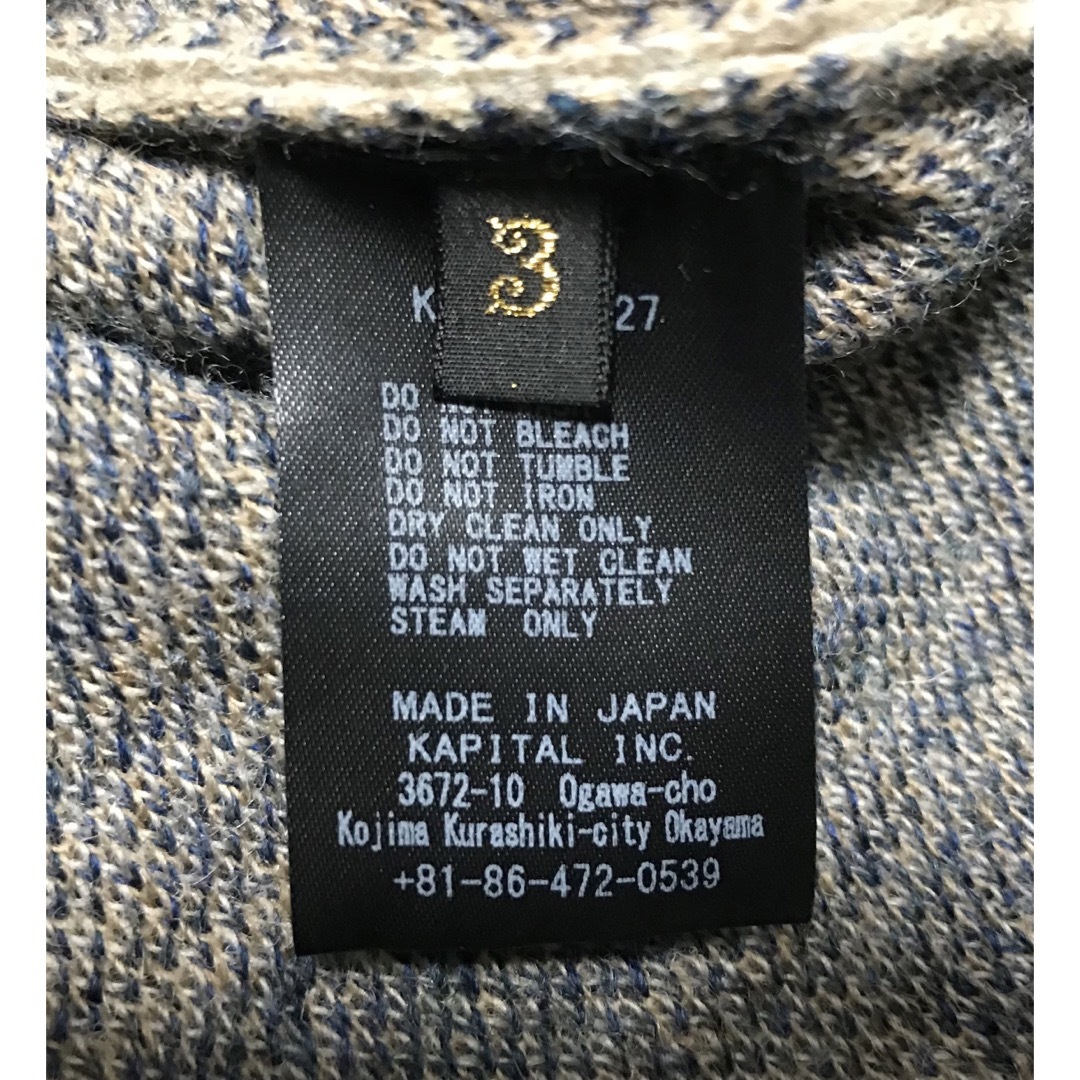 3
K 27
DO
DO NOT BLEACH
DO NOT TUMBLE
DO NOT IRON
DRY CLEAN ONLY
DO NOT WET CLEAN
WASH SEPARATELY
STEAM ONLY
MADE IN JAPAN
KAPITAL INC.
3672-10 Ogawa-cho
Kojima Kurashiki-city Okayama
+81-86-472-0539